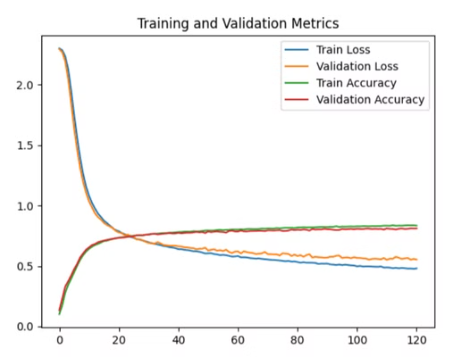 Training and Validation Metrics
Train Loss
Validation Loss
Train Accuracy
Validation Accuracy
2.0
1.5
1.0
0.5
0.0
0 20 40 60 80 100 120